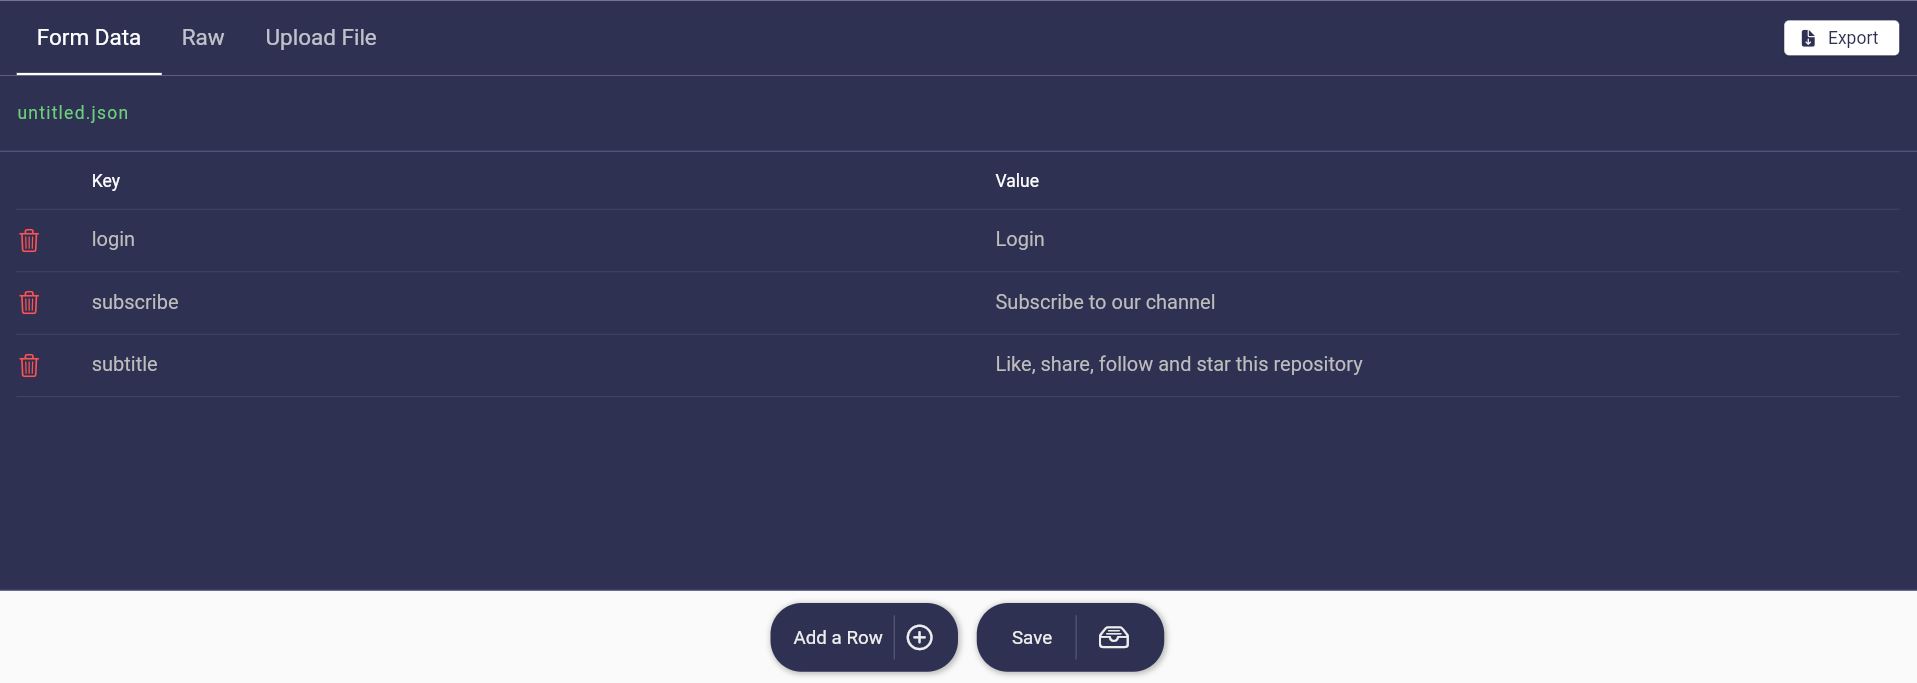 Form Data Raw Upload File Export
untitled.json
Key Value
login Login
subscribe Subscribe to our channel
subtitle Like, share, follow and star this repository
Add a Row Save